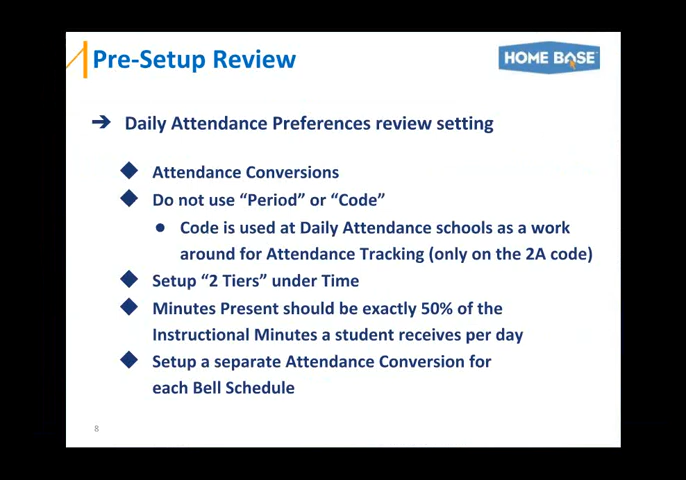 Pre-Setup Review
HOME BASE
➔ Daily Attendance Preferences review setting
◆ Attendance Conversions
◆ Do not use “Period” or “Code”
● Code is used at Daily Attendance schools as a work
around for Attendance Tracking (only on the 2A code)
◆ Setup “2 Tiers” under Time
◆ Minutes Present should be exactly 50% of the
Instructional Minutes a student receives per day
◆ Setup a separate Attendance Conversion for
each Bell Schedule
8